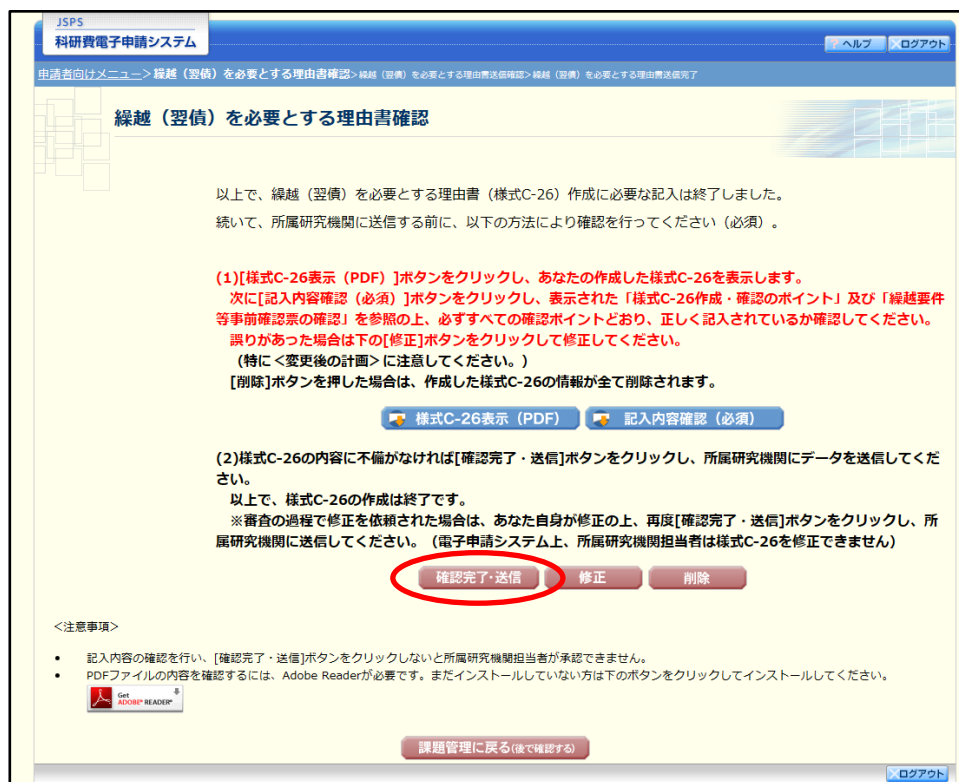 JSPS
科研費電子申請システム
? ヘルプ
ログアウト
申請者向けメニュー>繰越（翌債）を必要とする理由書確認>繰越（翌債）を必要とする理由書送信確認>繰越（翌債）を必要とする理由書送信完了
繰越（翌債）を必要とする理由書確認
以上で、繰越（翌債）を必要とする理由書（様式C-26）作成に必要な記入は終了しました。
続いて、所属研究機関に送信する前に、以下の方法により確認を行ってください（必須）。
(1)[様式C-26表示（PDF）]ボタンをクリックし、あなたの作成した様式C-26を表示します。
次に[記入内容確認（必須）]ボタンをクリックし、表示された「様式C-26作成・確認のポイント」及び「繰越要件
等事前確認票の確認」を参照の上、必ずすべての確認ポイントどおり、正しく記入されているか確認してください。
誤りがあった場合は下の[修正]ボタンをクリックして修正してください。
（特に<変更後の計画>に注意してください。）
[削除]ボタンを押した場合は、作成した様式C-26の情報が全て削除されます。
様式C-26表示（PDF）
記入内容確認（必須）
(2)様式C-26の内容に不備がなければ[確認完了・送信]ボタンをクリックし、所属研究機関にデータを送信してくだ
さい。
以上で、様式C-26の作成は終了です。
※審査の過程で修正を依頼された場合は、あなた自身が修正の上、再度[確認完了・送信]ボタンをクリックし、所
属研究機関に送信してください。（電子申請システム上、所属研究機関担当者は様式C-26を修正できません）
確認完了・送信
修正
削除
<注意事項>
• 記入内容の確認を行い、[確認完了・送信]ボタンをクリックしないと所属研究機関担当者が承認できません。
• PDFファイルの内容を確認するには、Adobe Readerが必要です。まだインストールしていない方は下のボタンをクリックしてインストールしてください。
Get
ADOBE® READER®
課題管理に戻る(後で確認する)
ログアウト